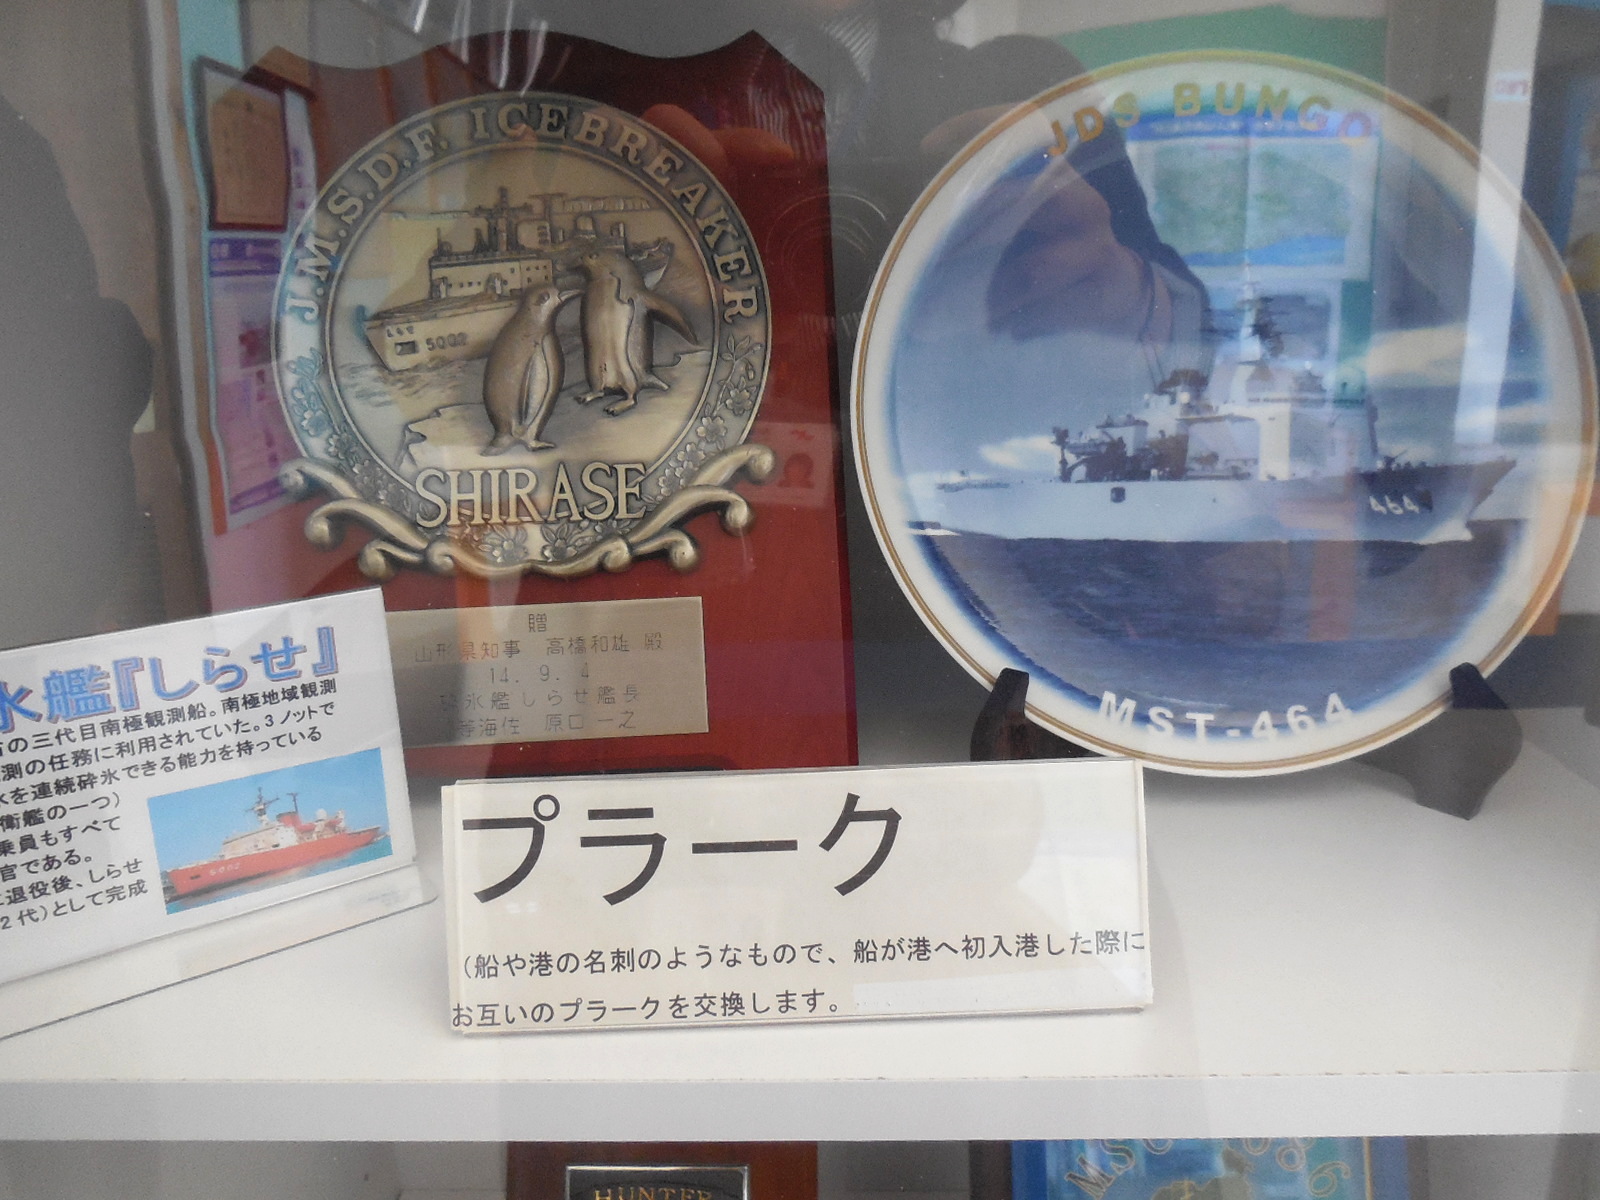 J.M.S.D.F. ICEBREAKER
しらせ
5002
SHIRASE
贈
山形県知事 高橋和雄 殿
14. 9. 4
砕氷艦しらせ艦長
等海佐 原口一之
JDS BUNGO
464
MST-464
氷艦『しらせ』
の三代目南極観測船。南極地域観測
測の任務に利用されていた。3ノットで
を連続砕氷できる能力を持っている
衛艦の一つ）
乗員もすべて
官である。
退役後、しらせ
2代）として完成
5002
プラーク
（船や港の名刺のようなもので、船が港へ初入港した際に
お互いのプラークを交換します。
HUNTER